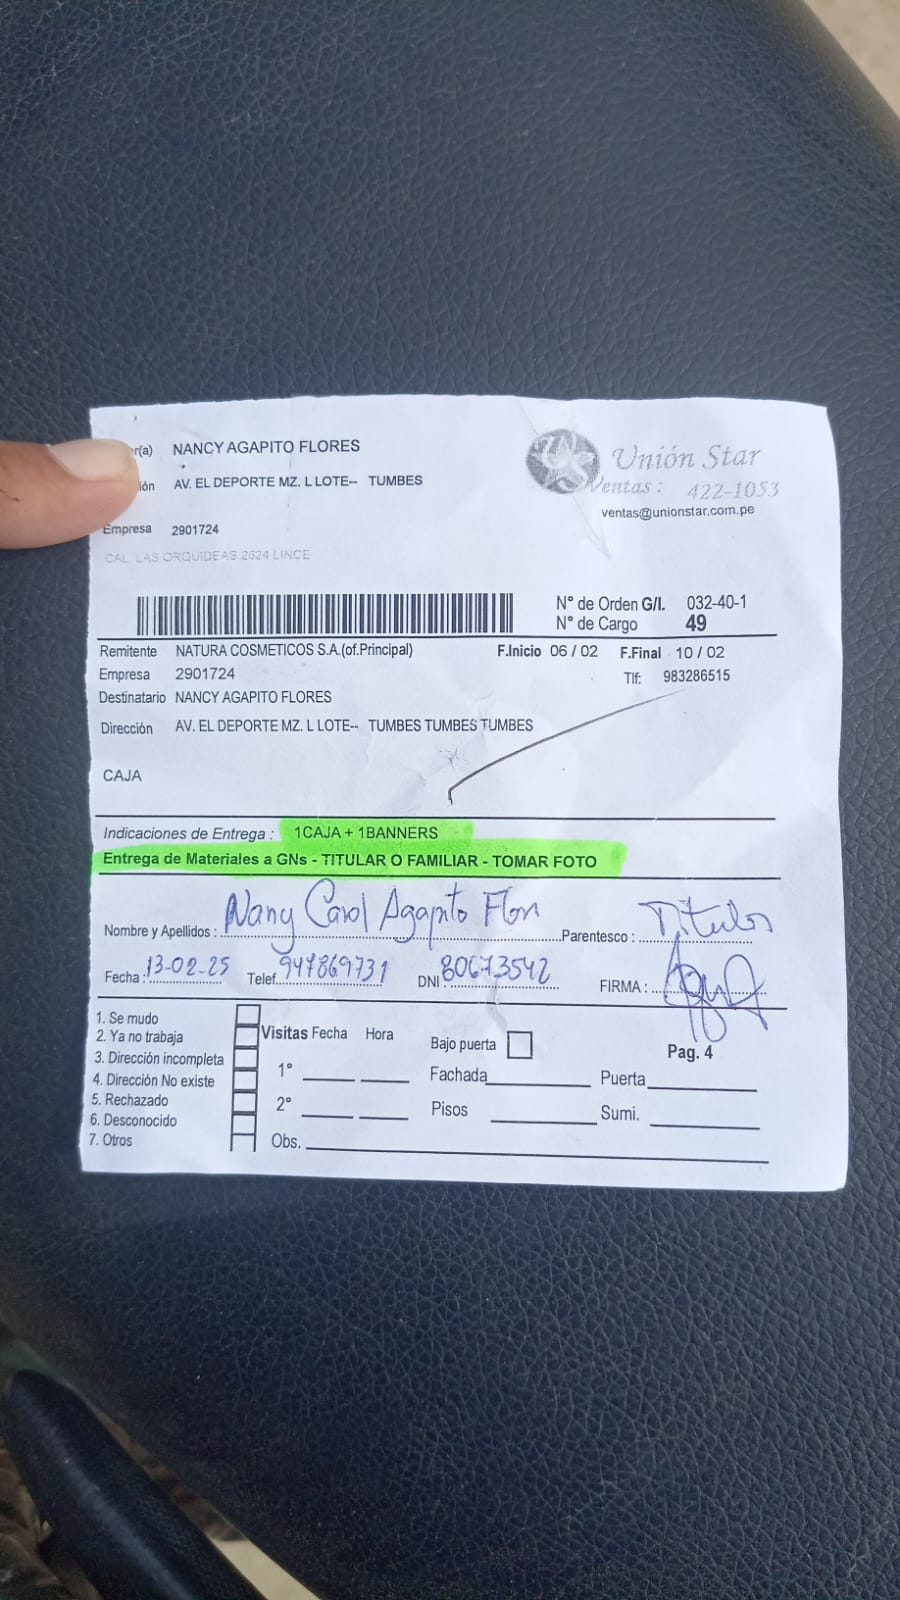 r(a) NANCY AGAPITO FLORES
ión AV. EL DEPORTE MZ. L LOTE-- TUMBES
Empresa 2901724
CAL. LAS ORQUIDEAS 2624 LINCE
Unión Star
Ventas : 422-1053
ventas@unionstar.com.pe
N° de Orden G/I. 032-40-1
N° de Cargo 49
Remitente NATURA COSMETICOS S.A.(of.Principal) F.Inicio 06 / 02 F.Final 10 / 02
Empresa 2901724 Tlf: 983286515
Destinatario NANCY AGAPITO FLORES
Dirección AV. EL DEPORTE MZ. L LOTE-- TUMBES TUMBES TUMBES
CAJA
Indicaciones de Entrega : 1CAJA + 1BANNERS
Entrega de Materiales a GNs - TITULAR O FAMILIAR - TOMAR FOTO
Nombre y Apellidos : Nany Carol Agapito Parentesco : Titular
Fecha : 13-02-25 Telef. 947869731 DNI 80673542 FIRMA :
1. Se mudo
2. Ya no trabaja
3. Dirección incompleta
4. Dirección No existe
5. Rechazado
6. Desconocido
7. Otros
Visitas Fecha Hora
1°
2°
Obs.
Bajo puerta
Fachada
Pisos
Pag. 4
Puerta
Sumi.